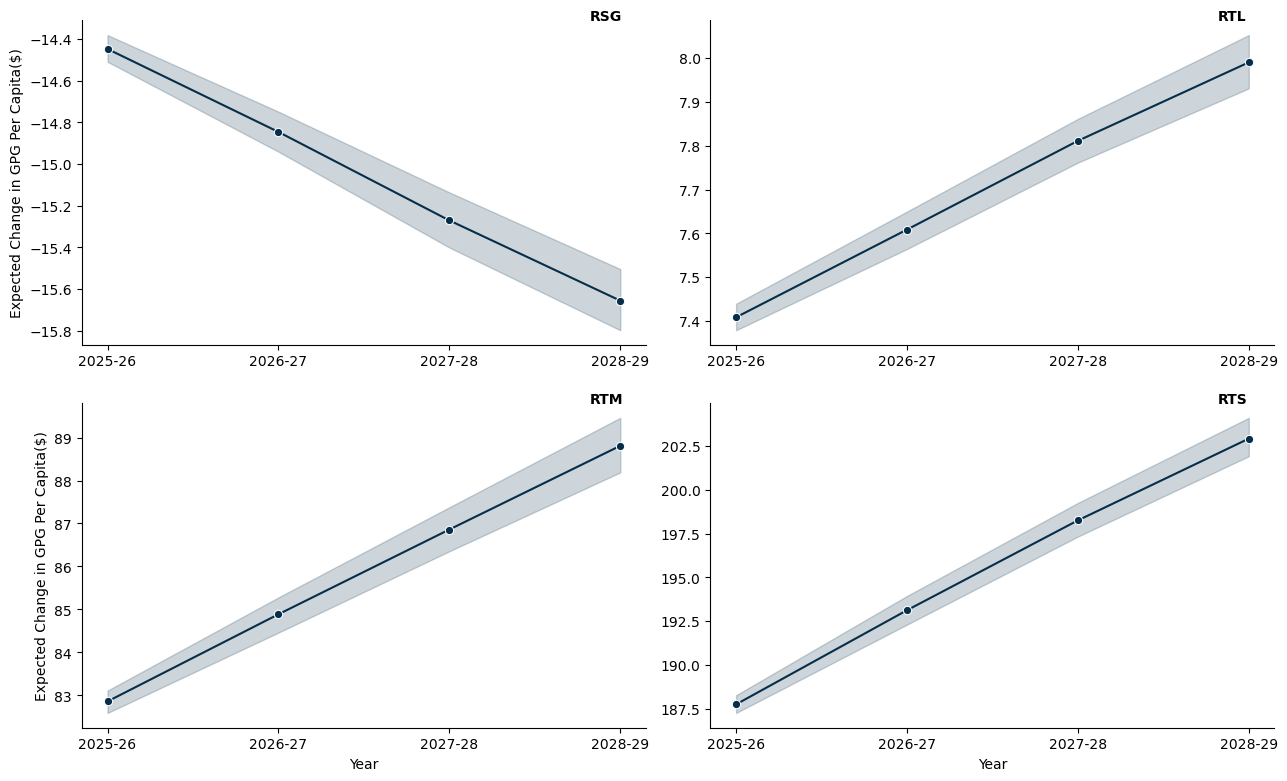 RSG
Expected Change in GPG Per Capita($)
−14.4
−14.6
−14.8
−15.0
−15.2
−15.4
−15.6
−15.8
2025-26 2026-27 2027-28 2028-29
RTL
8.0
7.9
7.8
7.7
7.6
7.5
7.4
2025-26 2026-27 2027-28 2028-29
RTM
Expected Change in GPG Per Capita($)
89
88
87
86
85
84
83
2025-26 2026-27 2027-28 2028-29
Year
RTS
202.5
200.0
197.5
195.0
192.5
190.0
187.5
2025-26 2026-27 2027-28 2028-29
Year